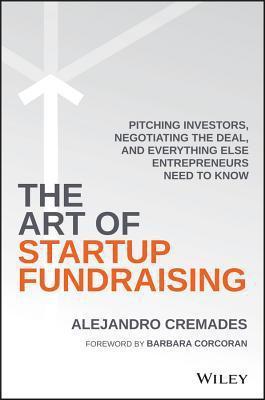 PITCHING INVESTORS,
NEGOTIATING THE DEAL,
AND EVERYTHING ELSE
ENTREPRENEURS
NEED TO KNOW
THE
ART OF
STARTUP
FUNDRAISING
ALEJANDRO CREMADES
FOREWORD BY BARBARA CORCORAN
WILEY